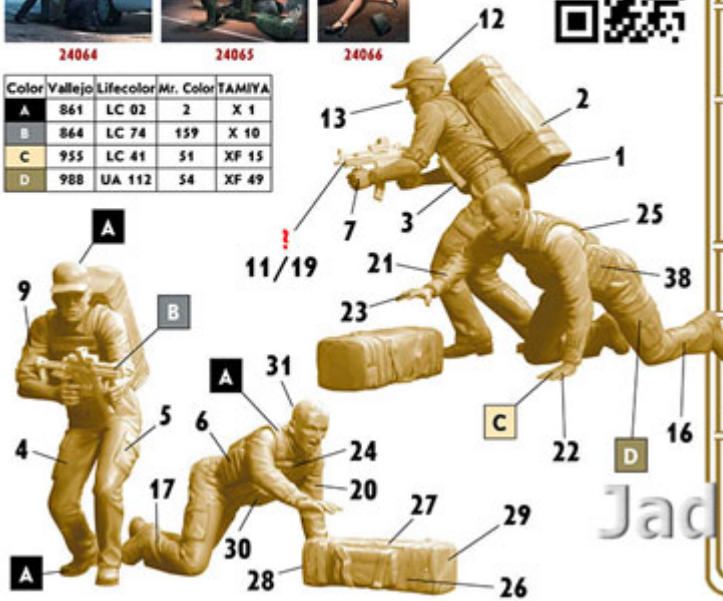 24064 24065 24066
Color Vallejo Lifecolor Mr. Color TAMIYA
A 861 LC 02 2 X 1
B 864 LC 74 159 X 10
C 955 LC 41 51 XF 15
D 988 UA 112 54 XF 49
12
13
2
1
7
3
?
11/19
25
21
38
23
A
9
B
A
31
C
22
D
16
6
5
24
4
17
20
27
29
30
28
26
A
Jad